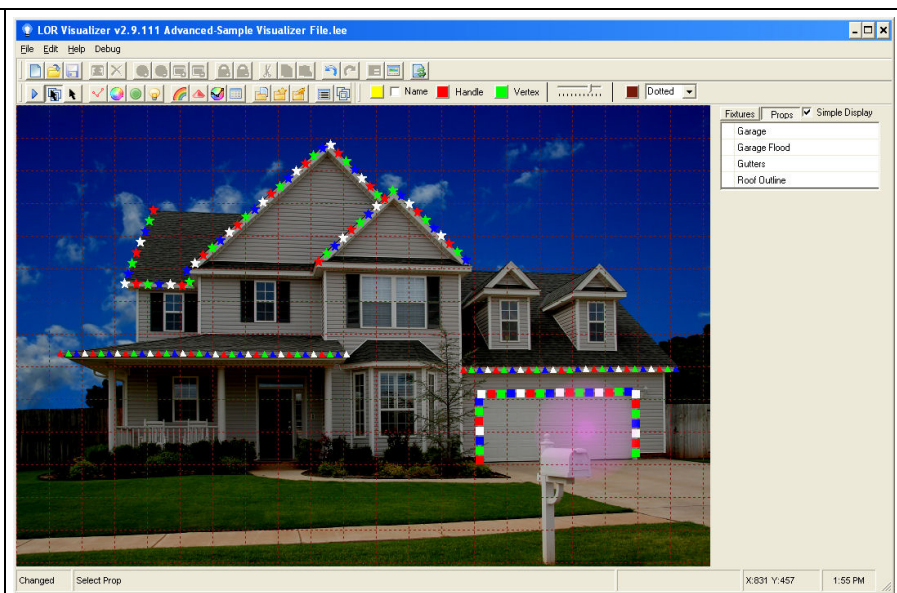 LOR Visualizer v2.9.111 Advanced-Sample Visualizer File.lee
File Edit Help Debug
Name Handle Vertex Dotted
Fixtures Props Simple Display
Garage
Garage Flood
Gutters
Roof Outline
Changed Select Prop X:831 Y:457 1:55 PM